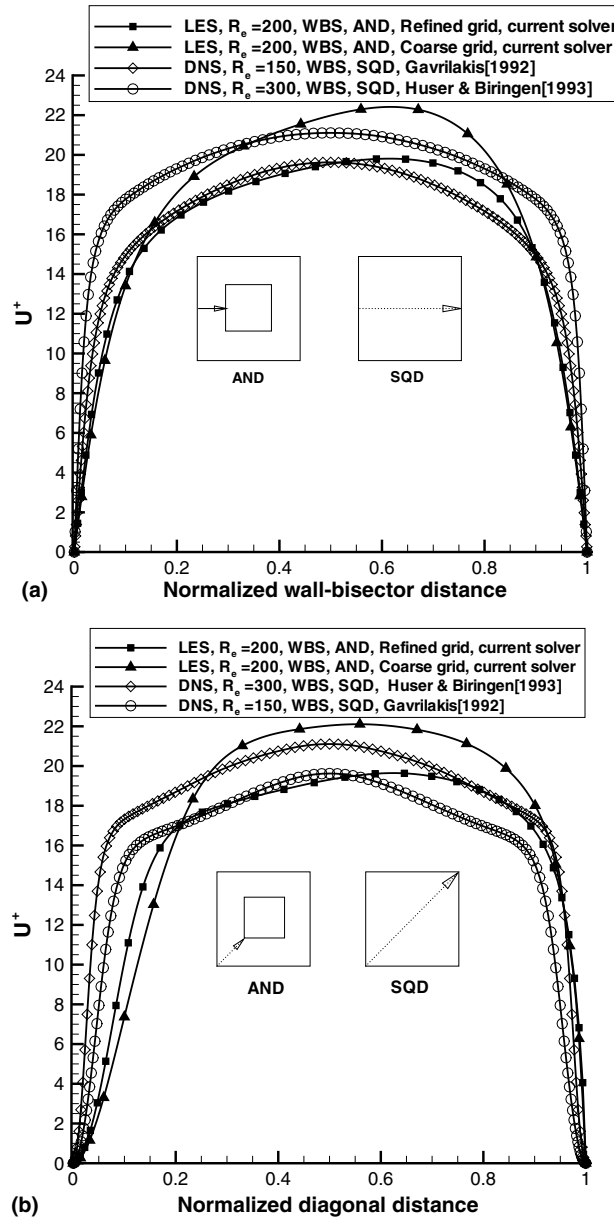 LES, Re=200, WBS, AND, Refined grid, current solver
LES, Re=200, WBS, AND, Coarse grid, current solver
DNS, Re=150, WBS, SQD, Gavrilakis[1992]
DNS, Re=300, WBS, SQD, Huser & Biringen[1993]
24
22
20
18
16
14
12
10
8
6
4
2
0
U+
AND
SQD
0
0.2
0.4
0.6
0.8
1
(a)
Normalized wall-bisector distance
LES, Re=200, WBS, AND, Refined grid, current solver
LES, Re=200, WBS, AND, Coarse grid, current solver
DNS, Re=300, WBS, SQD, Huser & Biringen[1993]
DNS, Re=150, WBS, SQD, Gavrilakis[1992]
24
22
20
18
16
14
12
10
8
6
4
2
0
U+
AND
SQD
0
0.2
0.4
0.6
0.8
1
(b)
Normalized diagonal distance